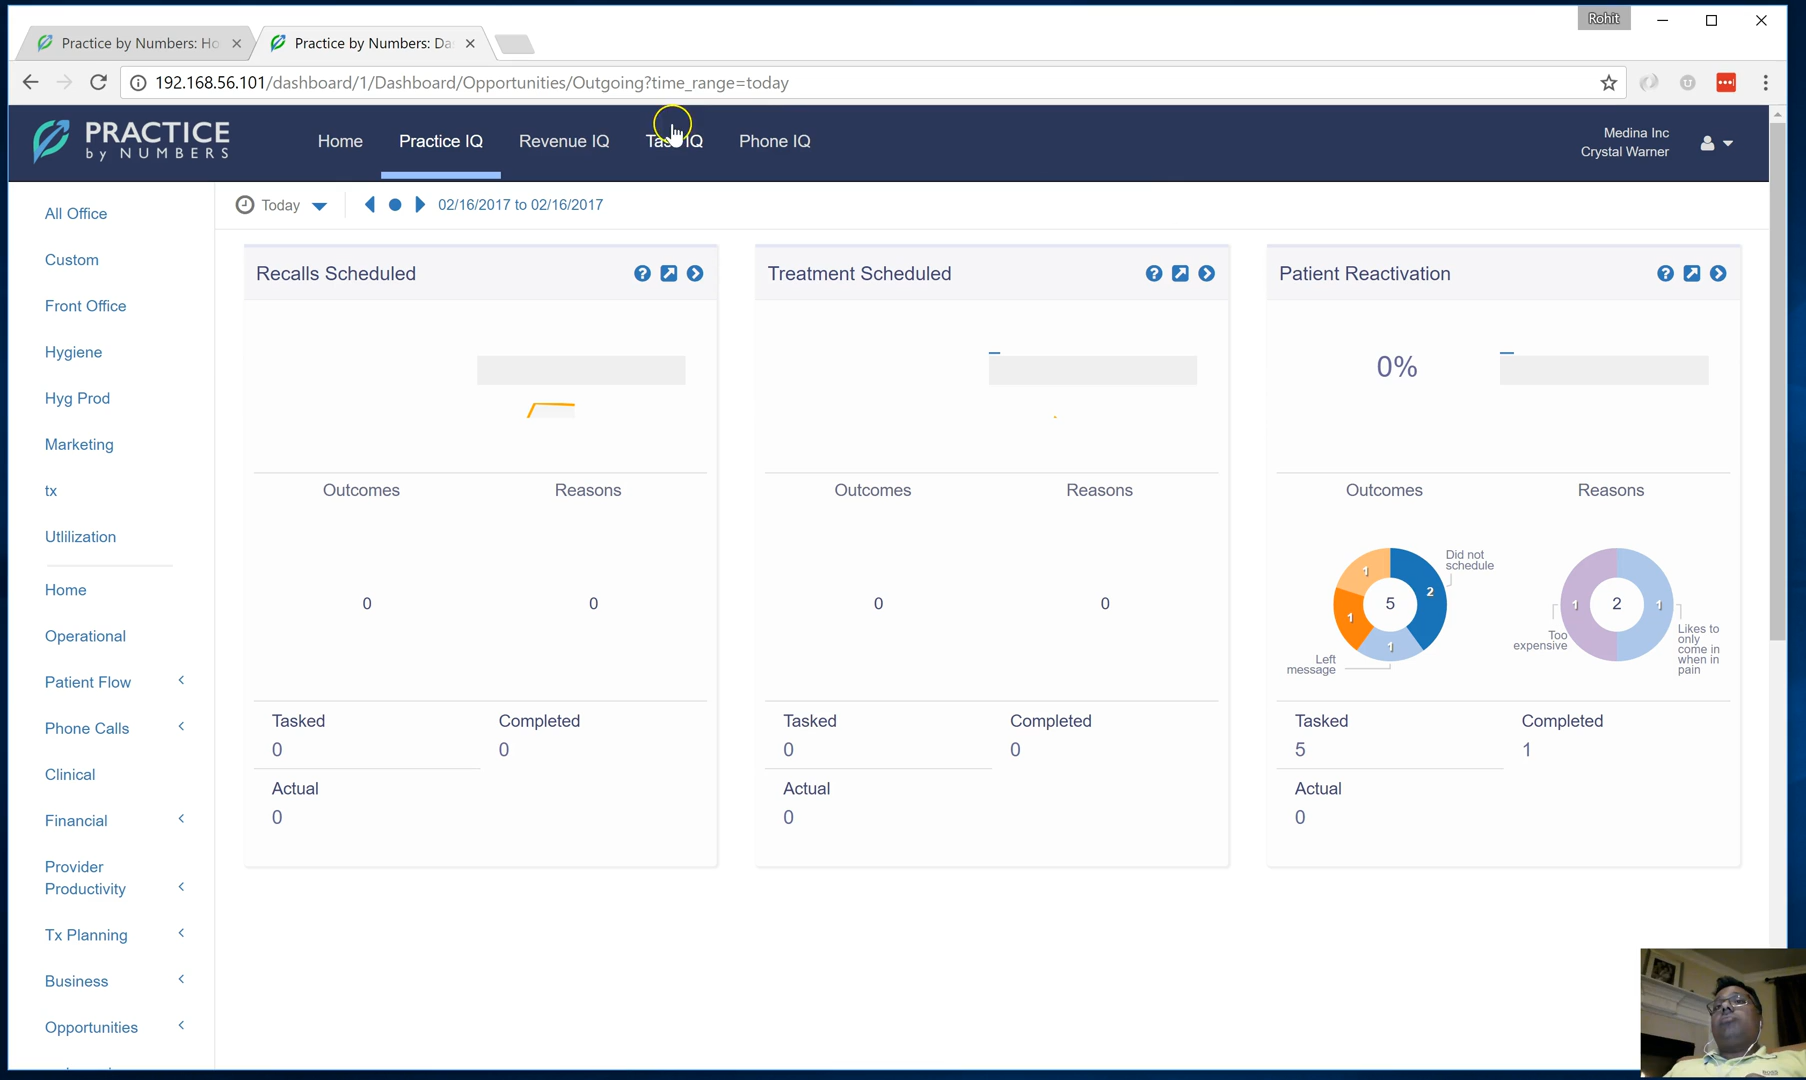 Rohit
Practice by Numbers: Ho
Practice by Numbers: Da
192.168.56.101/dashboard/1/Dashboard/Opportunities/Outgoing?time_range=today
PRACTICE
by NUMBERS
Home
Practice IQ
Revenue IQ
Task IQ
Phone IQ
Medina Inc
Crystal Warner
All Office
Custom
Front Office
Hygiene
Hyg Prod
Marketing
tx
Utlilization
Home
Operational
Patient Flow
Phone Calls
Clinical
Financial
Provider
Productivity
Tx Planning
Business
Opportunities
Today
02/16/2017 to 02/16/2017
Recalls Scheduled
Outcomes
Reasons
0
0
Tasked
Completed
0
0
Actual
0
Treatment Scheduled
Outcomes
Reasons
0
0
Tasked
Completed
0
0
Actual
0
Patient Reactivation
0%
Outcomes
Reasons
Did not
schedule
1
2
5
1
1
Left
message
1
2
1
Too
expensive
Likes to
only
come in
when in
pain
Tasked
Completed
5
1
Actual
0